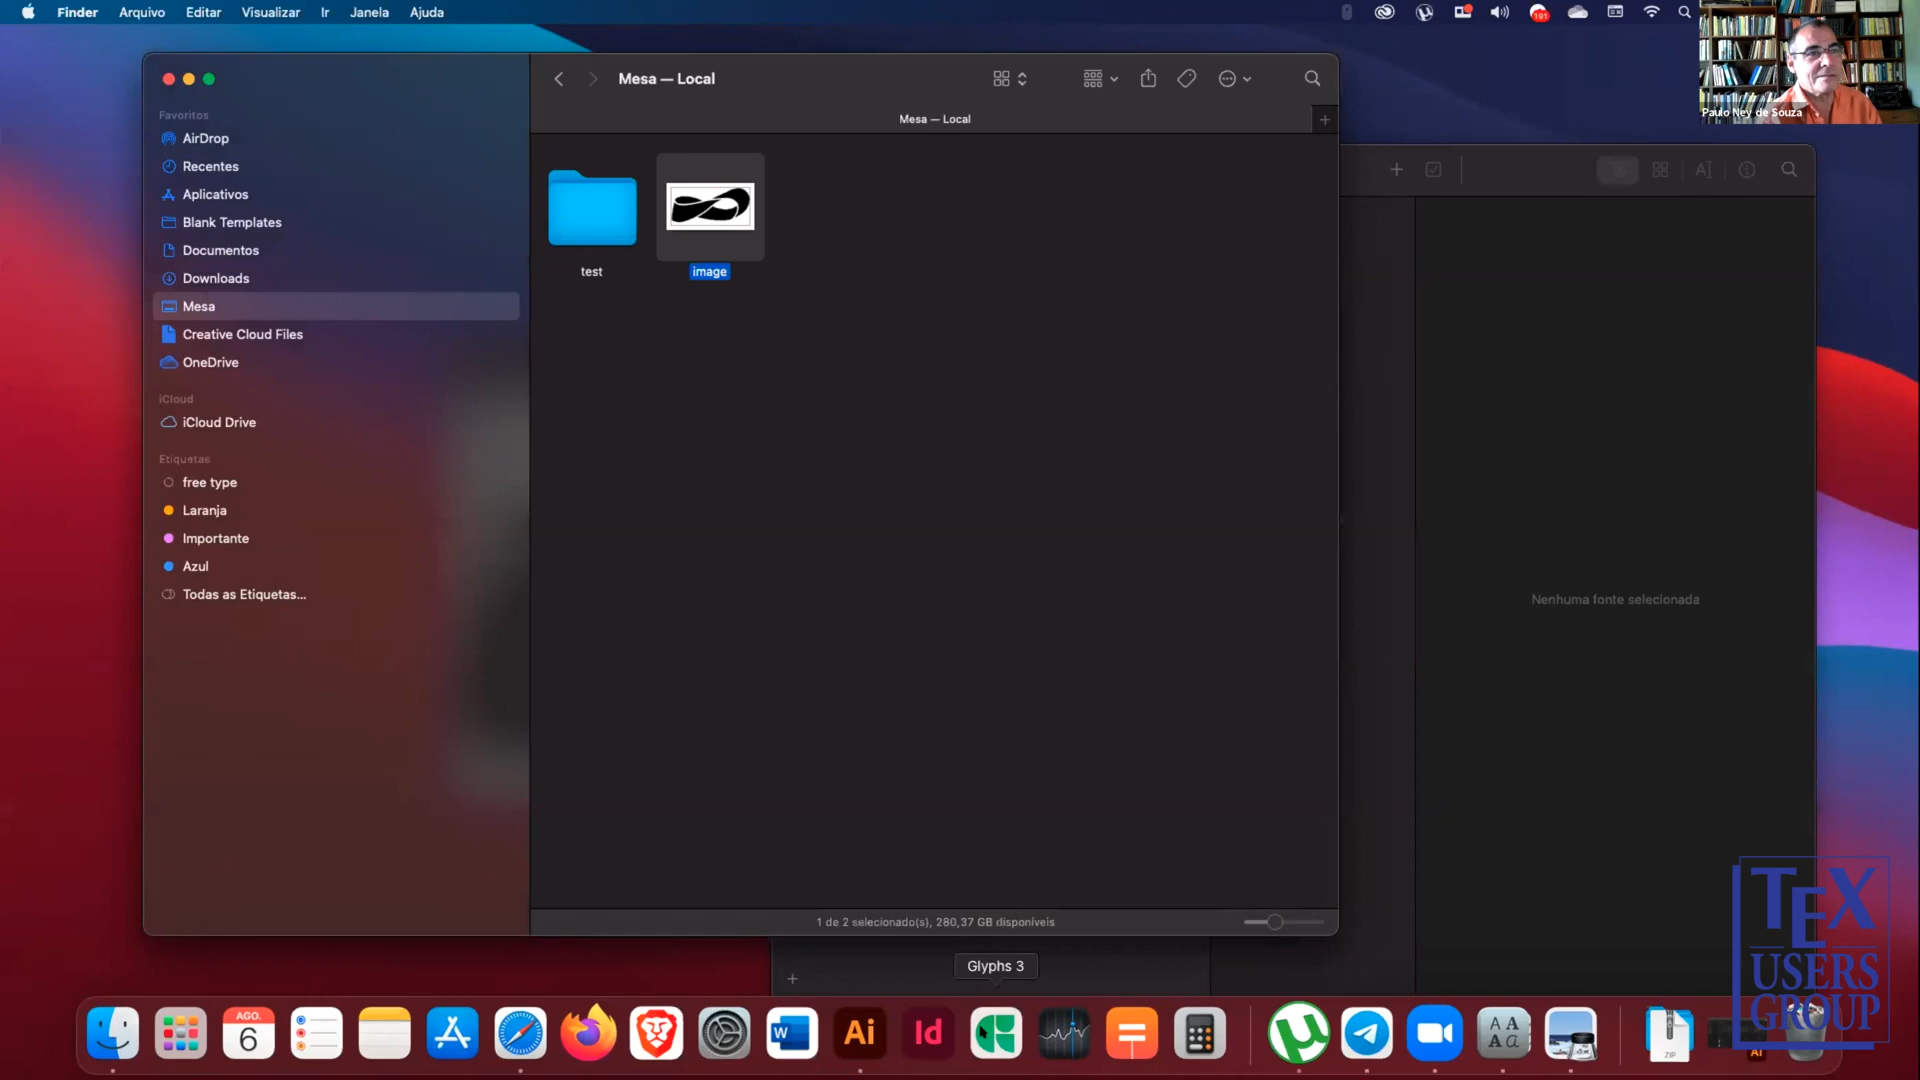 Finder Arquivo Editar Visualizar Ir Janela Ajuda
191
Paulo Ney de Souza
Mesa — Local
Mesa — Local
Favoritos
AirDrop
Recentes
Aplicativos
Blank Templates
Documentos
Downloads
Mesa
Creative Cloud Files
OneDrive
iCloud
iCloud Drive
Etiquetas
free type
Laranja
Importante
Azul
Todas as Etiquetas...
test
image
Nenhuma fonte selecionada
1 de 2 selecionado(s), 280,37 GB disponíveis
Glyphs 3
AGO.
6
W
Ai
Id
A A
A a
ZIP
Ai
TEX
USERS
GROUP